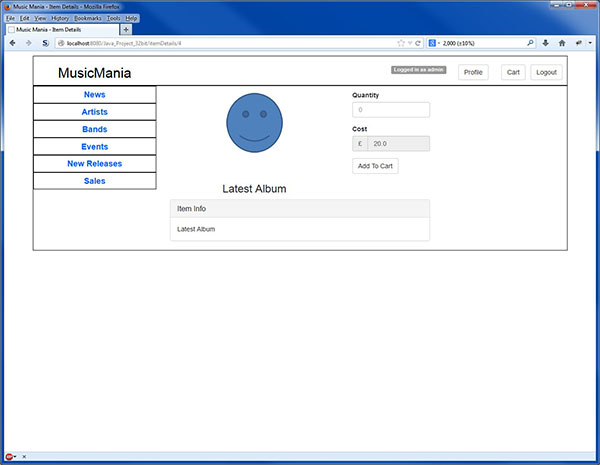 Music Mania - Item Details - Mozilla Firefox
File Edit View History Bookmarks Tools Help
Music Mania - Item Details
localhost:8080/Java_Project_32bit/itemDetails/4
2,000 (±10%)
MusicMania
Logged in as admin
Profile
Cart
Logout
News
Artists
Bands
Events
New Releases
Sales
Quantity
0
Cost
£ 20.0
Add To Cart
Latest Album
Item Info
Latest Album